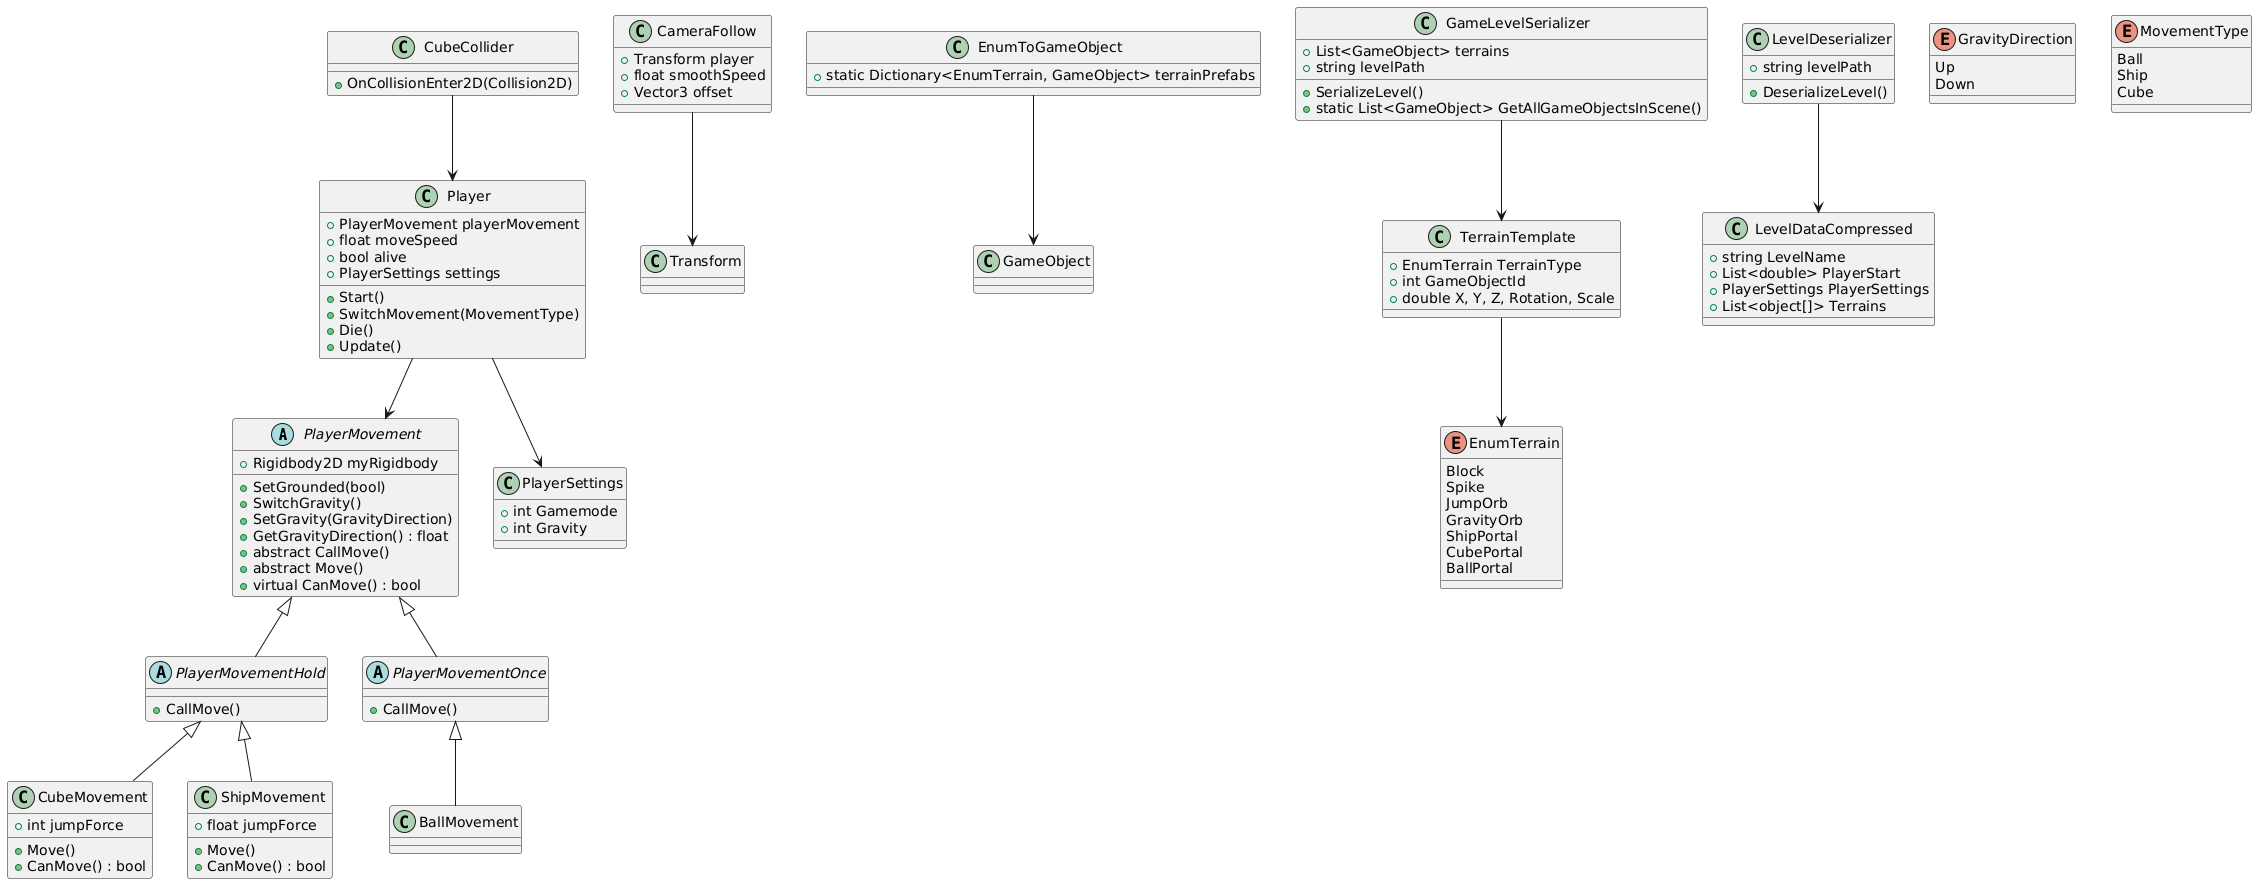 C CubeCollider
OnCollisionEnter2D(Collision2D)
C CameraFollow
Transform player
float smoothSpeed
Vector3 offset
C EnumToGameObject
static Dictionary<EnumTerrain, GameObject> terrainPrefabs
C GameLevelSerializer
List<GameObject> terrains
string levelPath
SerializeLevel()
static List<GameObject> GetAllGameObjectsInScene()
C LevelDeserializer
string levelPath
DeserializeLevel()
E GravityDirection
Up
Down
E MovementType
Ball
Ship
Cube
C Player
PlayerMovement playerMovement
float moveSpeed
bool alive
PlayerSettings settings
Start()
SwitchMovement(MovementType)
Die()
Update()
C Transform
C GameObject
C TerrainTemplate
EnumTerrain TerrainType
int GameObjectId
double X, Y, Z, Rotation, Scale
C LevelDataCompressed
string LevelName
List<double> PlayerStart
PlayerSettings PlayerSettings
List<object[]> Terrains
A PlayerMovement
Rigidbody2D myRigidbody
SetGrounded(bool)
SwitchGravity()
SetGravity(GravityDirection)
GetGravityDirection() : float
abstract CallMove()
abstract Move()
virtual CanMove() : bool
C PlayerSettings
int Gamemode
int Gravity
E EnumTerrain
Block
Spike
JumpOrb
GravityOrb
ShipPortal
CubePortal
BallPortal
A PlayerMovementHold
CallMove()
A PlayerMovementOnce
CallMove()
C CubeMovement
int jumpForce
Move()
CanMove() : bool
C ShipMovement
float jumpForce
Move()
CanMove() : bool
C BallMovement